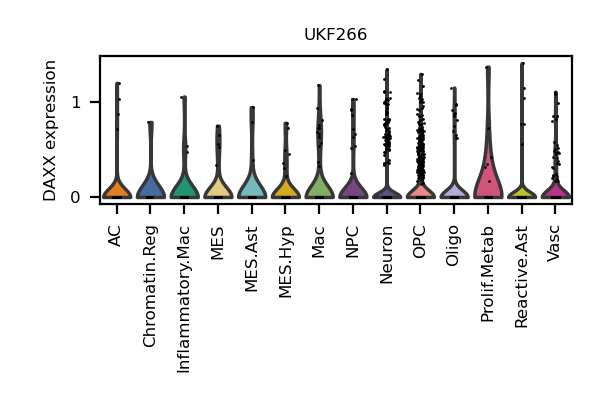 UKF266
DAXX expression
1
0
AC
Chromatin.Reg
Inflammatory.Mac
MES
MES.Ast
MES.Hyp
Mac
NPC
Neuron
OPC
Oligo
Prolif.Metab
Reactive.Ast
Vasc